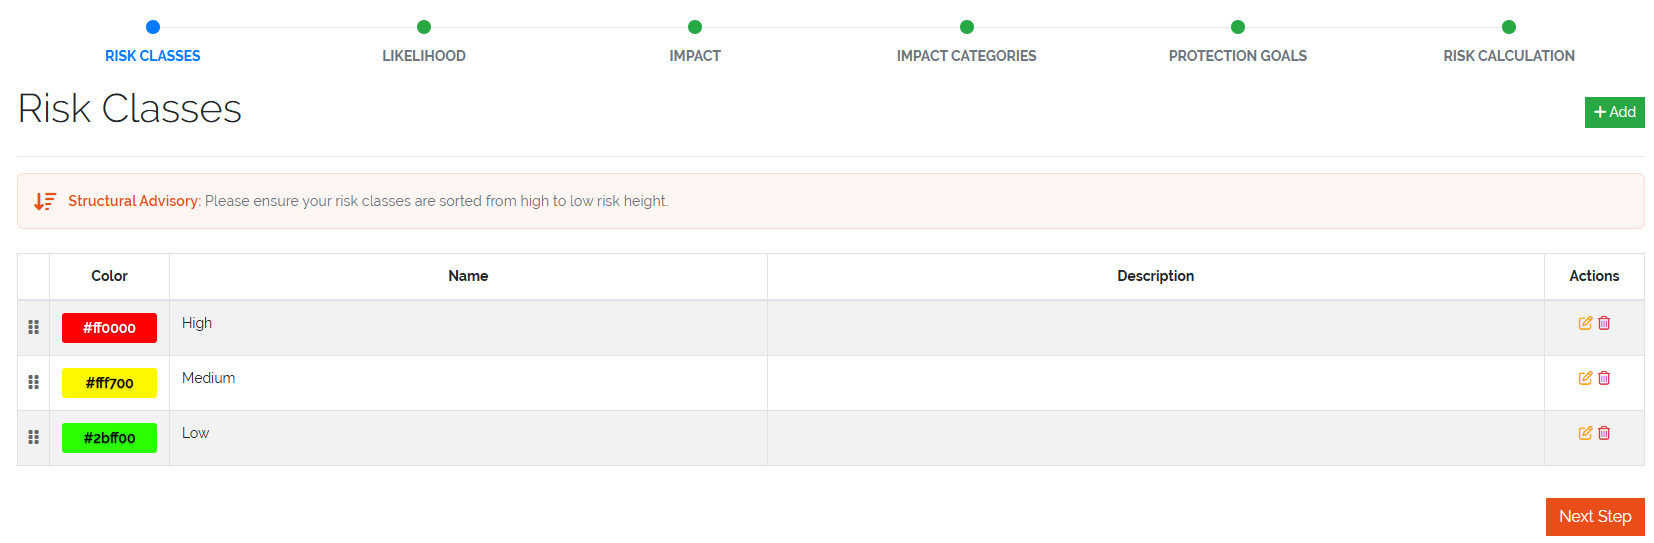 RISK CLASSES LIKELIHOOD IMPACT IMPACT CATEGORIES PROTECTION GOALS RISK CALCULATION
Risk Classes
Add
Structural Advisory: Please ensure your risk classes are sorted from high to low risk height.
Color Name Description Actions
#ff0000 High
#fff700 Medium
#2bff00 Low
Next Step